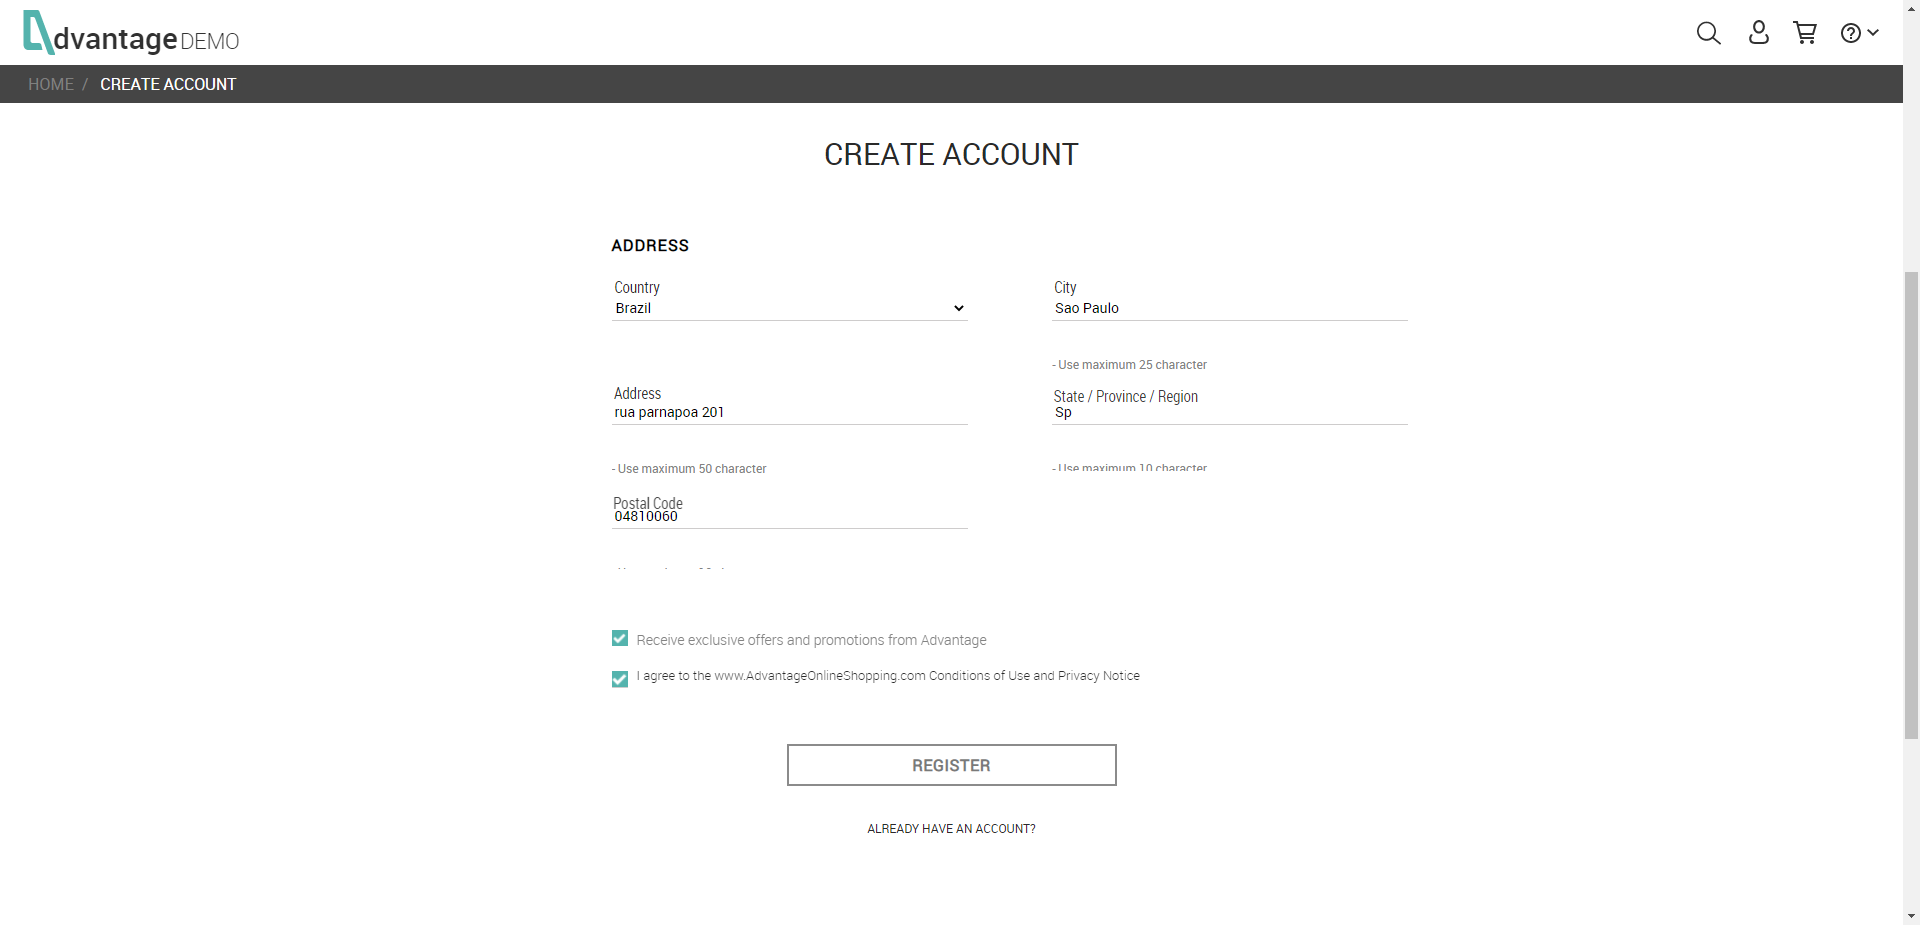 dvantage DEMO
HOME / CREATE ACCOUNT
CREATE ACCOUNT
ADDRESS
Country
Brazil
City
Sao Paulo
- Use maximum 25 character
Address
rua parnapoa 201
State / Province / Region
Sp
- Use maximum 50 character
- Use maximum 10 character
Postal Code
04810060
Receive exclusive offers and promotions from Advantage
I agree to the www.AdvantageOnlineShopping.com Conditions of Use and Privacy Notice
REGISTER
ALREADY HAVE AN ACCOUNT?